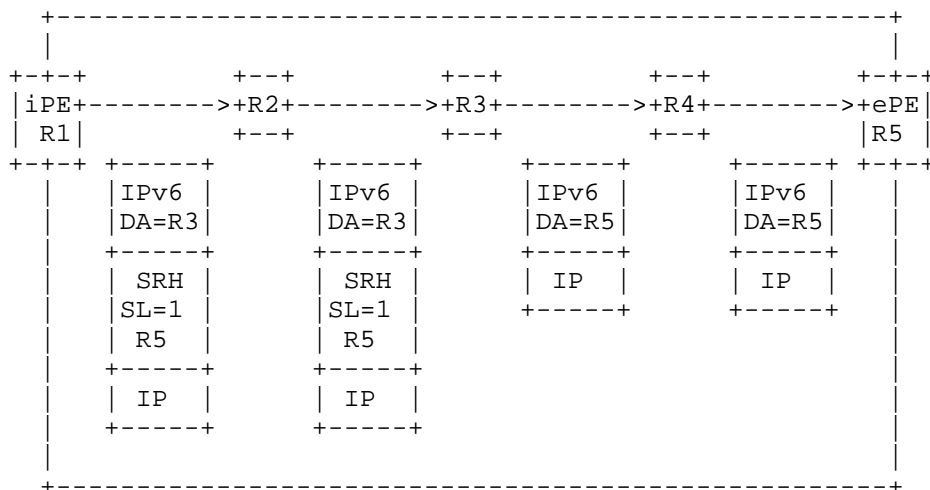 iPE R2 R3 R4 ePE
R1 R5
IPv6 IPv6 IPv6 IPv6
DA=R3 DA=R3 DA=R5 DA=R5
SRH SRH IP IP
SL=1 SL=1
R5 R5
IP IP